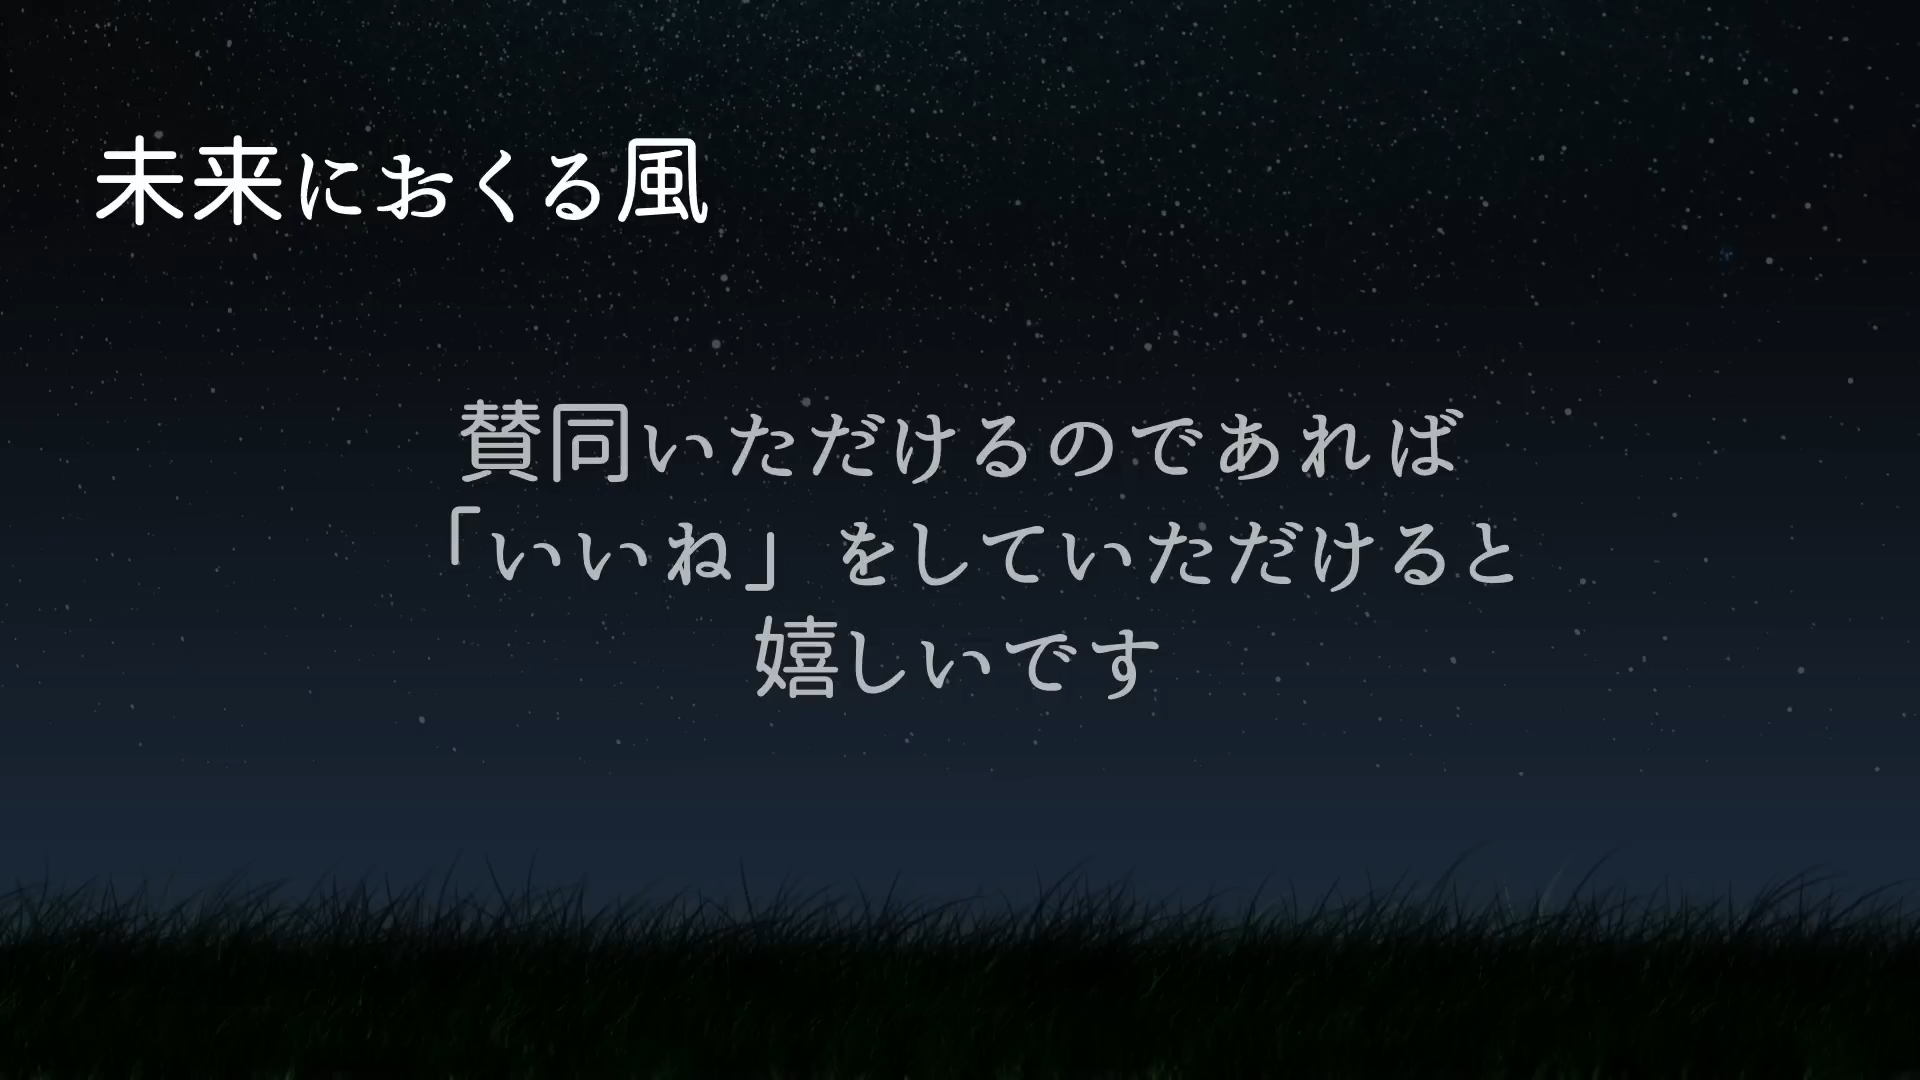 未来におくる風
賛同いただけるのであれば
「いいね」をしていただけると
嬉しいです